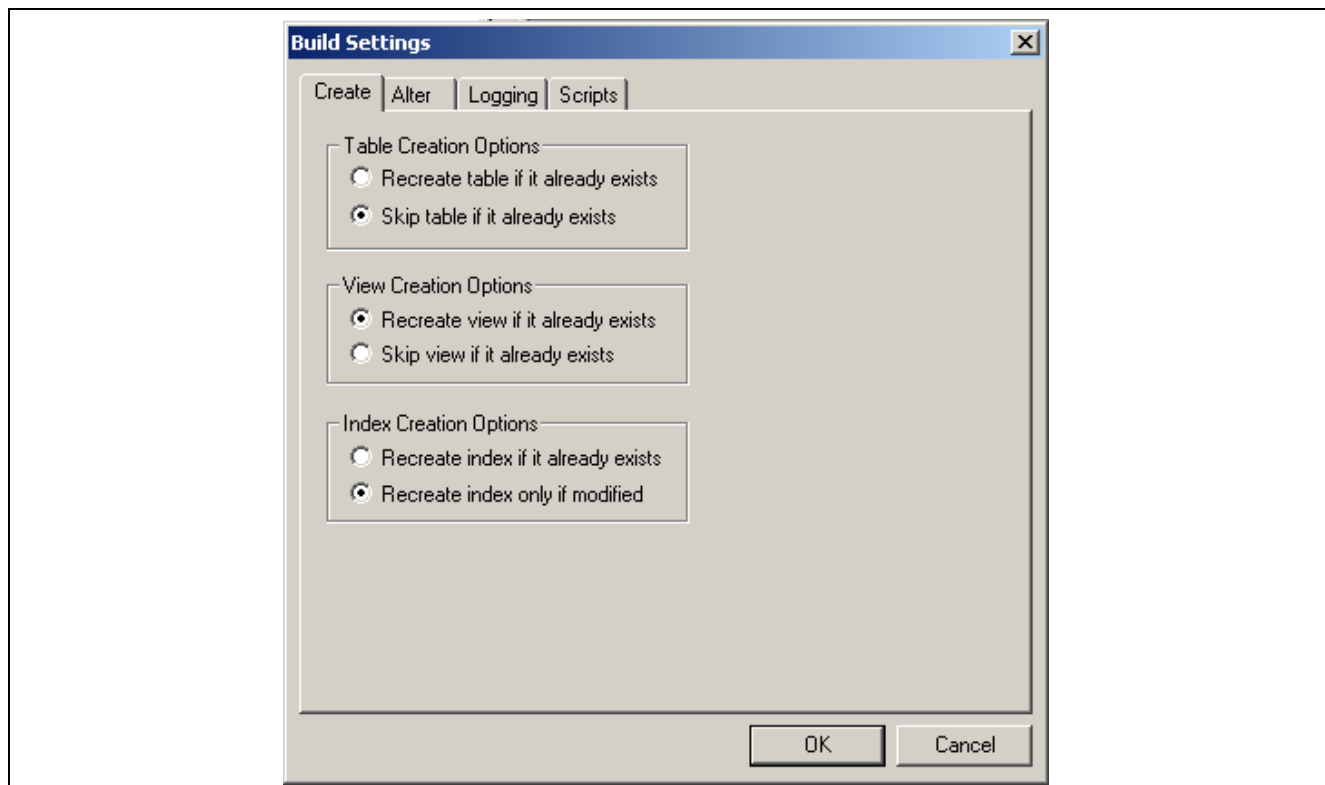 Build Settings
Create Alter Logging Scripts
Table Creation Options
Recreate table if it already exists
Skip table if it already exists
View Creation Options
Recreate view if it already exists
Skip view if it already exists
Index Creation Options
Recreate index if it already exists
Recreate index only if modified
OK Cancel